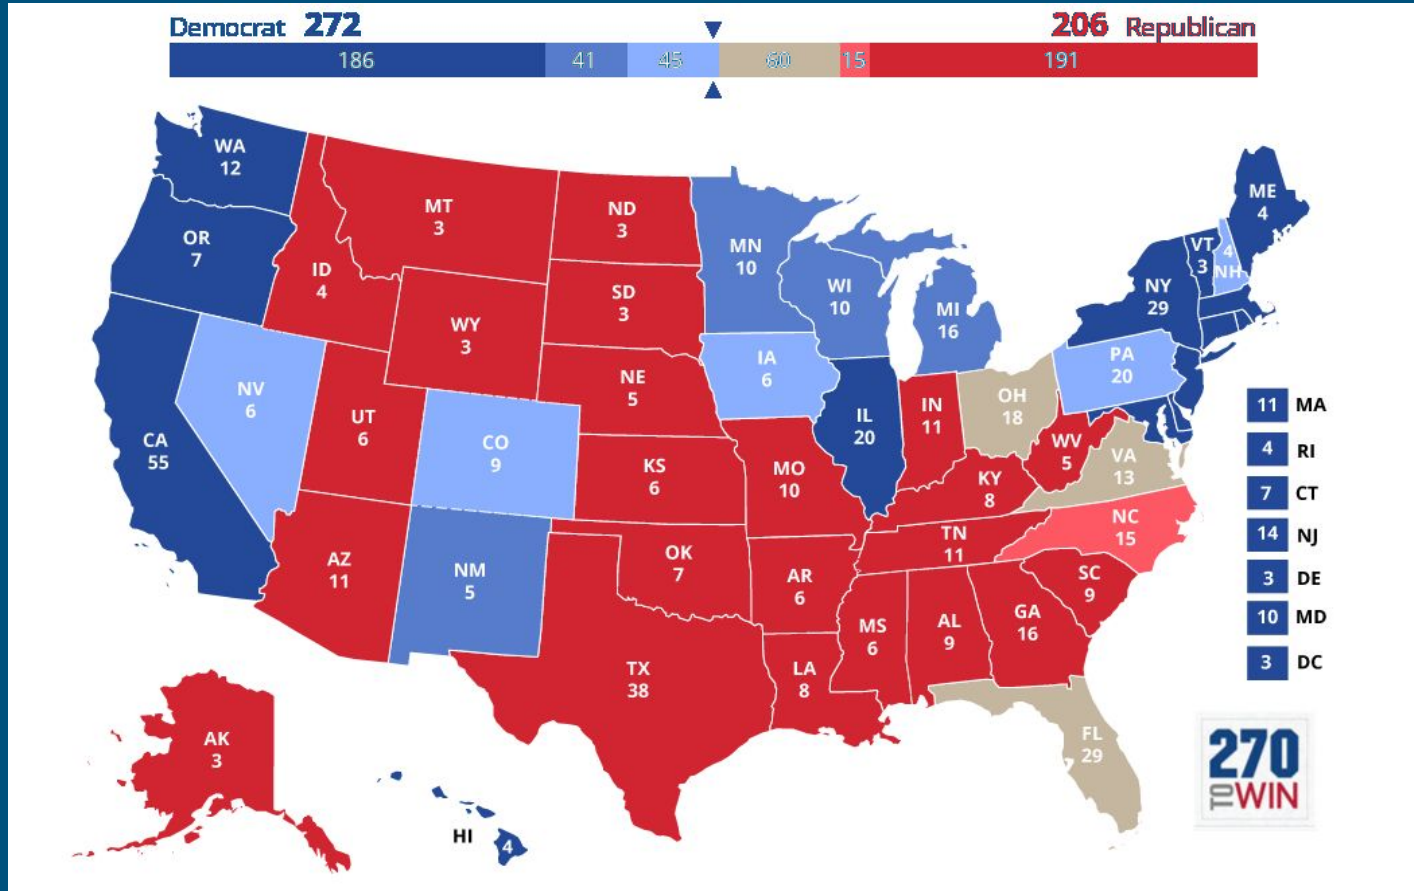 Democrat 272
206 Republican
186 41 45 60 15 191
WA
12
OR
7
CA
55
NV
6
ID
4
MT
3
WY
3
UT
6
CO
9
AZ
11
NM
5
ND
3
SD
3
NE
5
KS
6
OK
7
TX
38
MN
10
IA
6
MO
10
AR
6
LA
8
WI
10
IL
20
MI
16
IN
11
OH
18
KY
8
TN
11
MS
6
AL
9
GA
16
FL
29
SC
9
NC
15
VA
13
WV
5
PA
20
NY
29
VT
3
4
NH
ME
4
AK
3
HI
4
11 MA
4 RI
7 CT
14 NJ
3 DE
10 MD
3 DC
270
TO WIN